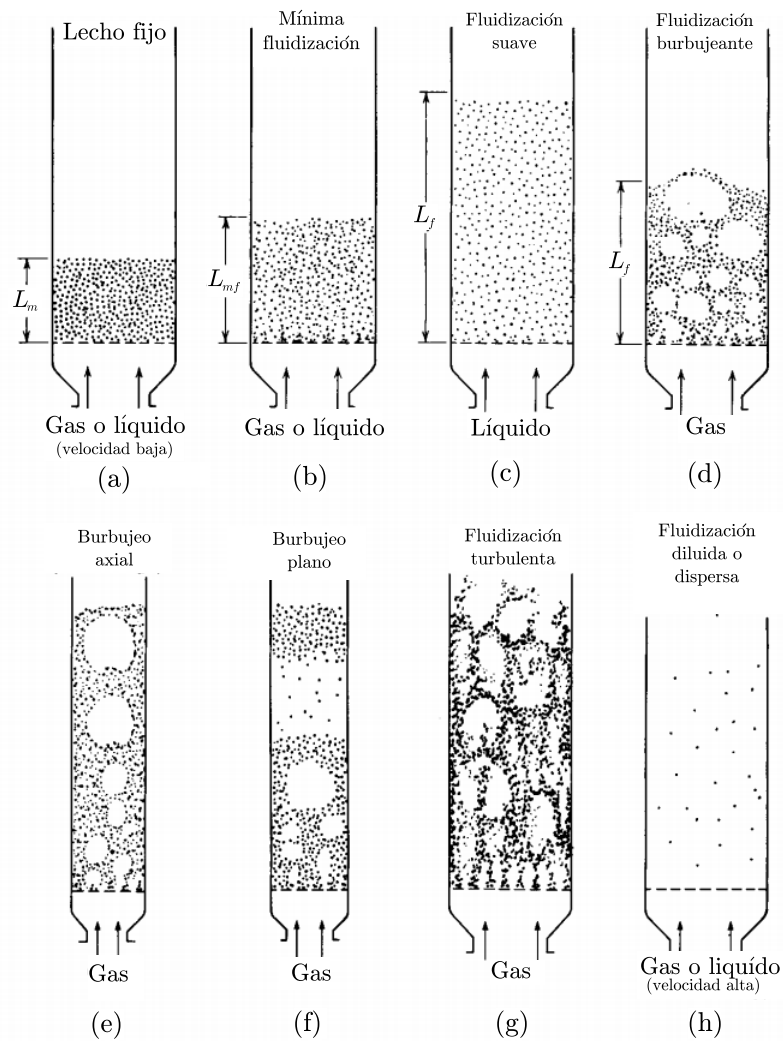 Lecho fijo
Mínima
fluidización
Fluidización
suave
Fluidización
burbujeante
L_m
L_mf
L_f
L_f
Gas o líquido
(velocidad baja)
Gas o líquido
Líquido
Gas
(a)
(b)
(c)
(d)
Burbujeo
axial
Burbujeo
plano
Fluidización
turbulenta
Fluidización
diluida o
dispersa
Gas
Gas
Gas
Gas o liquído
(velocidad alta)
(e)
(f)
(g)
(h)